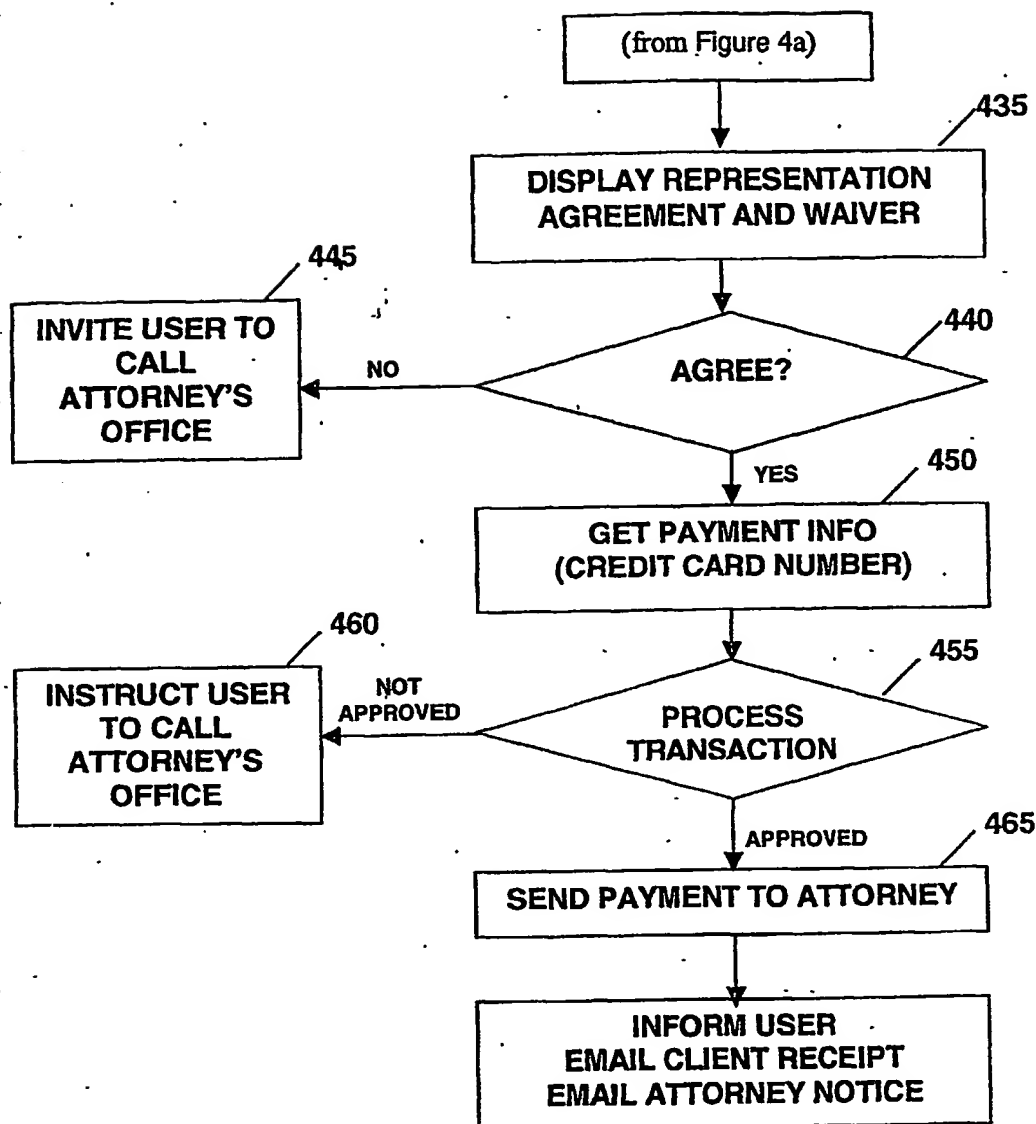 (from Figure 4a)
435
DISPLAY REPRESENTATION
AGREEMENT AND WAIVER
445
INVITE USER TO
CALL
ATTORNEY'S
OFFICE
NO
440
AGREE?
YES
450
GET PAYMENT INFO
(CREDIT CARD NUMBER)
460
INSTRUCT USER
TO CALL
ATTORNEY'S
OFFICE
NOT
APPROVED
455
PROCESS
TRANSACTION
APPROVED
465
SEND PAYMENT TO ATTORNEY
INFORM USER
EMAIL CLIENT RECEIPT
EMAIL ATTORNEY NOTICE